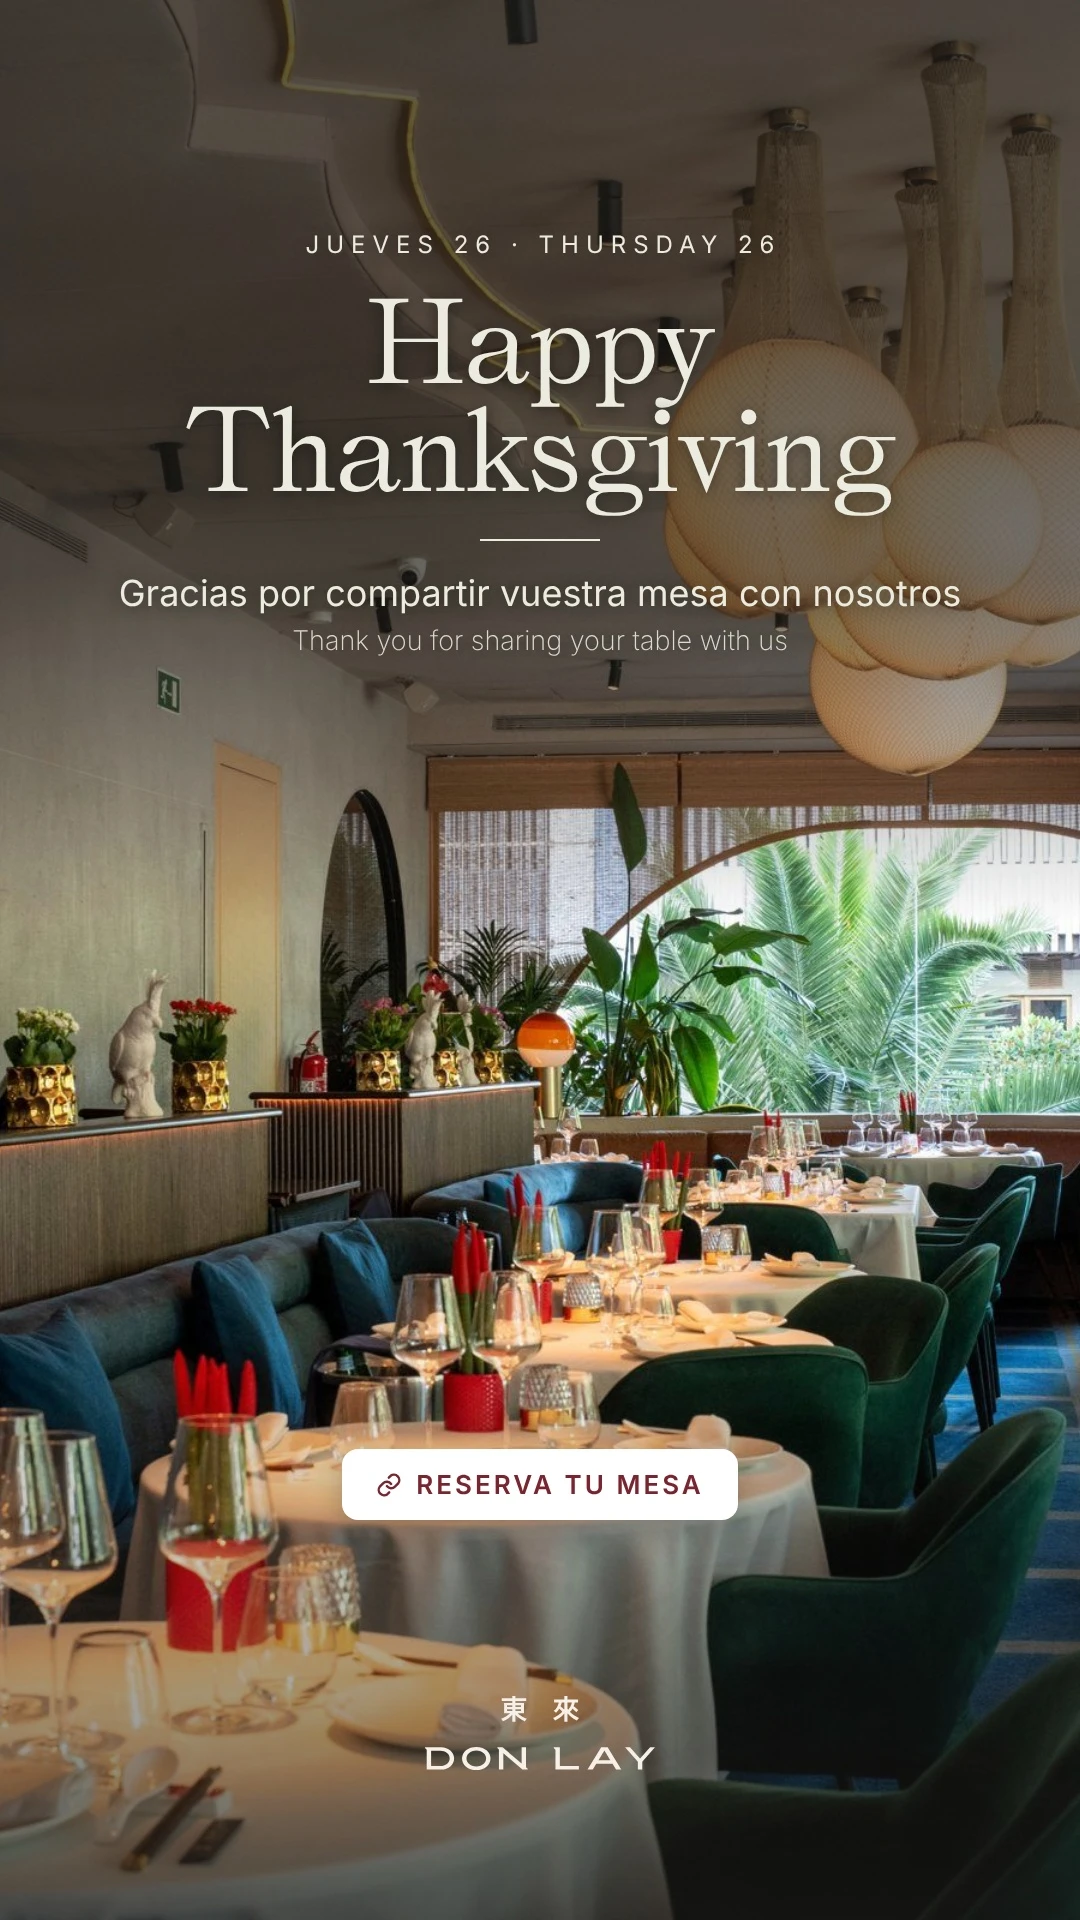 JUEVES 26 · THURSDAY 26
Happy
Thanksgiving
Gracias por compartir vuestra mesa con nosotros
Thank you for sharing your table with us
RESERVA TU MESA
東來
DON LAY